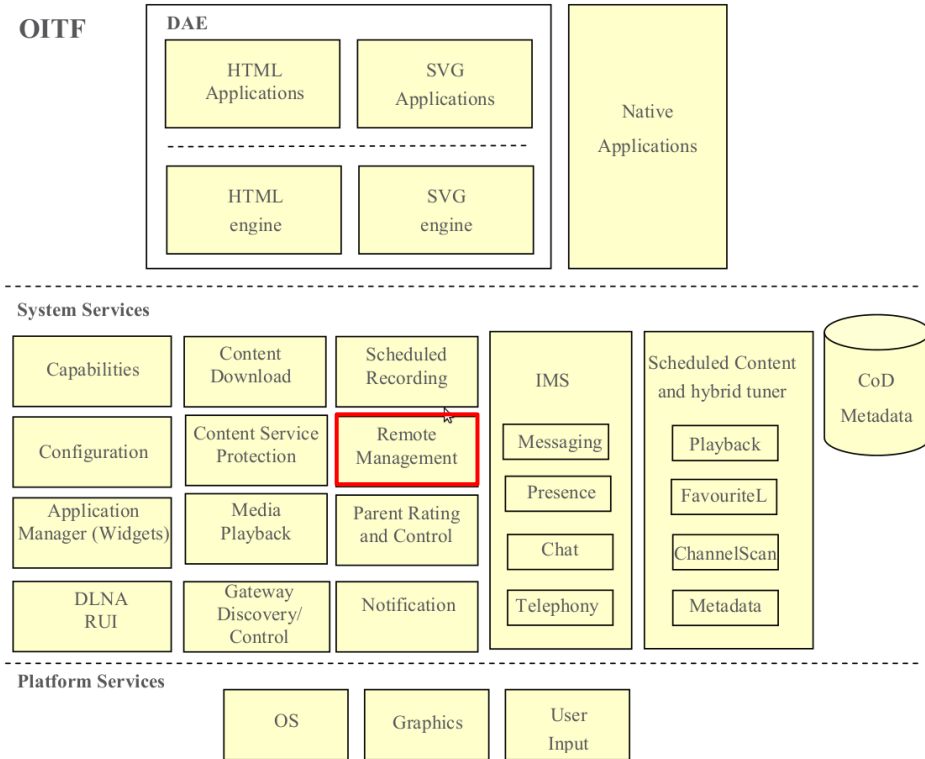 OITF
DAE
HTML
Applications
SVG
Applications
HTML
engine
SVG
engine
Native
Applications
System Services
Capabilities
Content
Download
Scheduled
Recording
Configuration
Content Service
Protection
Remote
Management
Application
Manager (Widgets)
Media
Playback
Parent Rating
and Control
DLNA
RUI
Gateway
Discovery/
Control
Notification
IMS
Messaging
Presence
Chat
Telephony
Scheduled Content
and hybrid tuner
Playback
FavouriteL
ChannelScan
Metadata
CoD
Metadata
Platform Services
OS
Graphics
User
Input